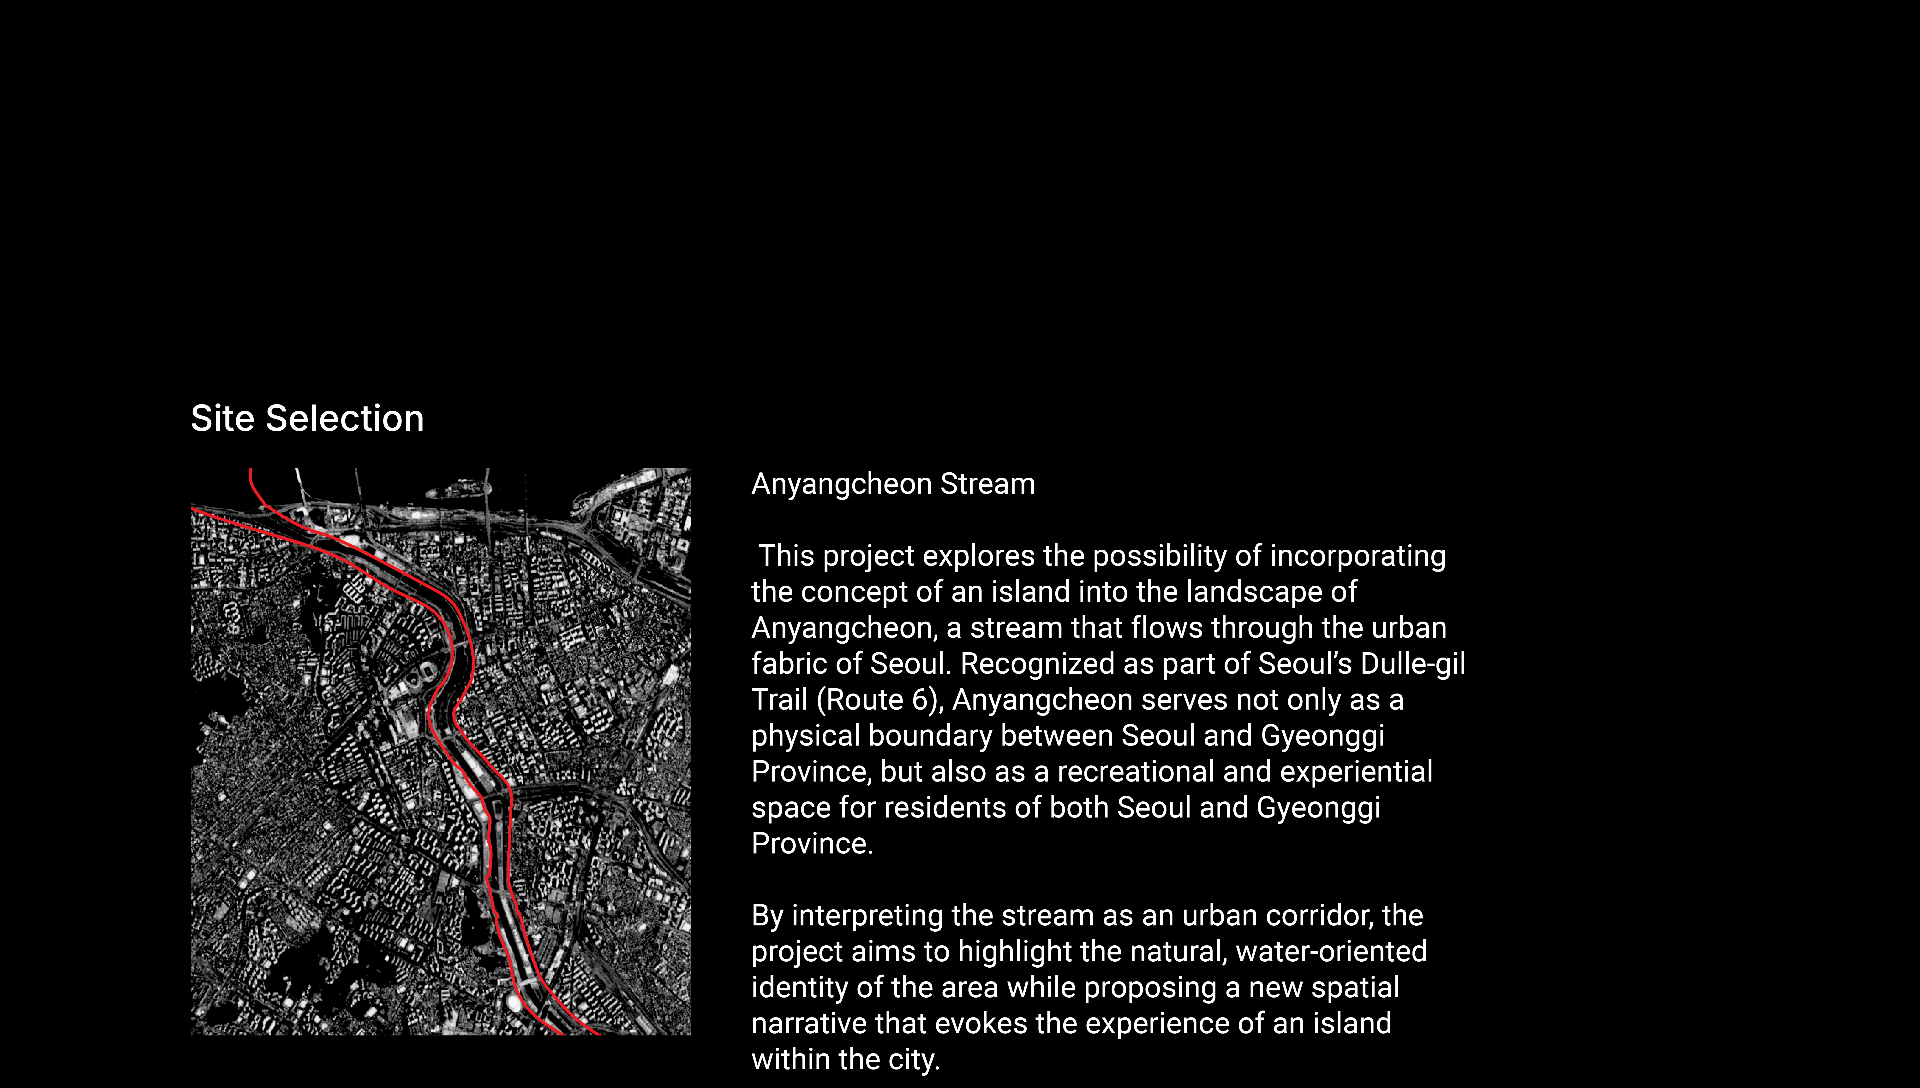 Site Selection
Anyangcheon Stream
This project explores the possibility of incorporating
the concept of an island into the landscape of
Anyangcheon, a stream that flows through the urban
fabric of Seoul. Recognized as part of Seoul’s Dulle-gil
Trail (Route 6), Anyangcheon serves not only as a
physical boundary between Seoul and Gyeonggi
Province, but also as a recreational and experiential
space for residents of both Seoul and Gyeonggi
Province.
By interpreting the stream as an urban corridor, the
project aims to highlight the natural, water-oriented
identity of the area while proposing a new spatial
narrative that evokes the experience of an island
within the city.